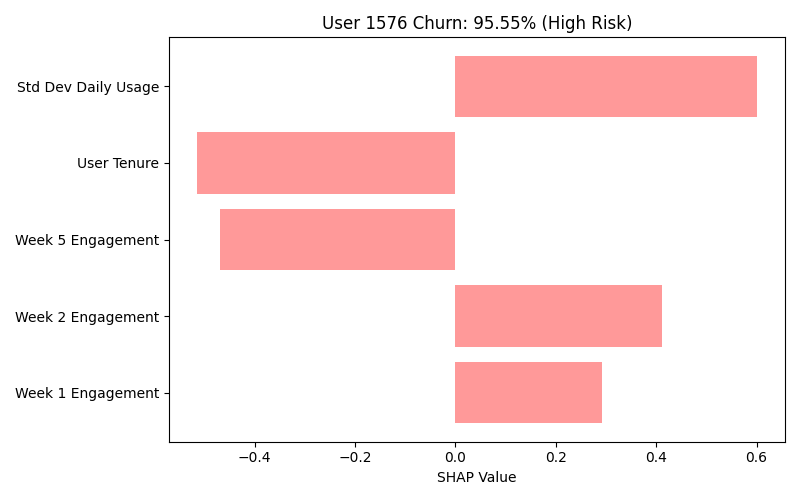 User 1576 Churn: 95.55% (High Risk)
Std Dev Daily Usage
User Tenure
Week 5 Engagement
Week 2 Engagement
Week 1 Engagement
−0.4 −0.2 0.0 0.2 0.4 0.6
SHAP Value